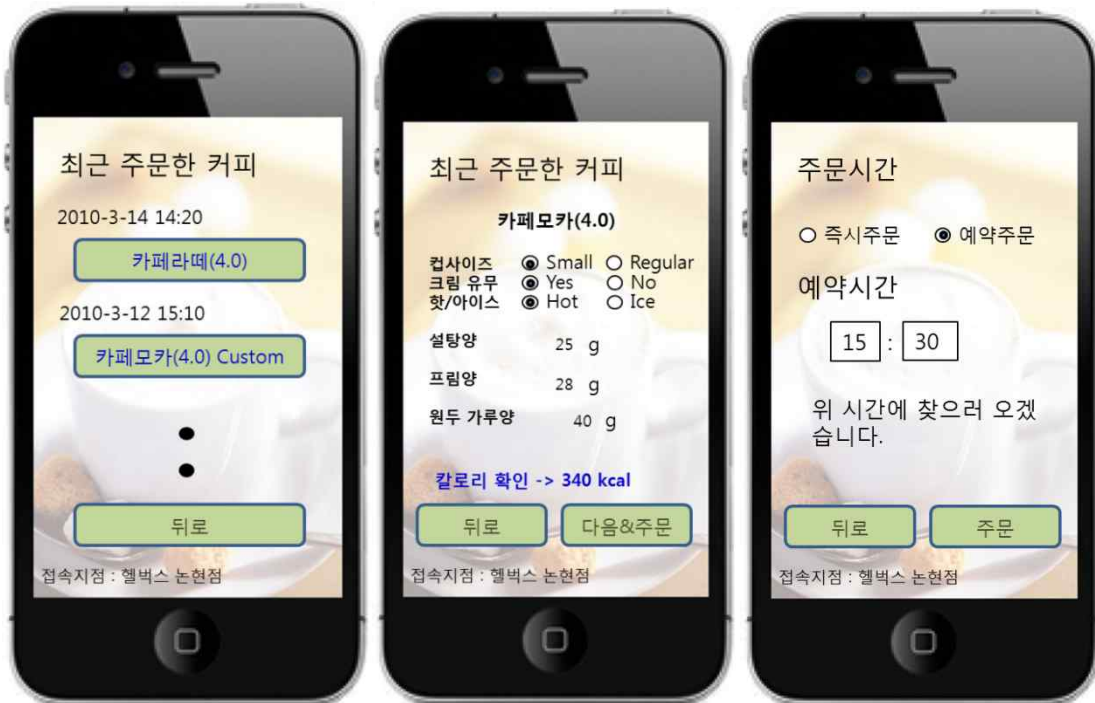 최근 주문한 커피
2010-3-14 14:20
카페라떼(4.0)
2010-3-12 15:10
카페모카(4.0) Custom
뒤로
접속지점 : 헬벅스 논현점
최근 주문한 커피
카페모카(4.0)
컵사이즈 Small Regular
크림 유무 Yes No
핫/아이스 Hot Ice
설탕양 25 g
프림양 28 g
원두 가루양 40 g
칼로리 확인 -> 340 kcal
뒤로 다음&주문
접속지점 : 헬벅스 논현점
주문시간
즉시주문 예약주문
예약시간
15 : 30
위 시간에 찾으러 오겠
습니다.
뒤로 주문
접속지점 : 헬벅스 논현점